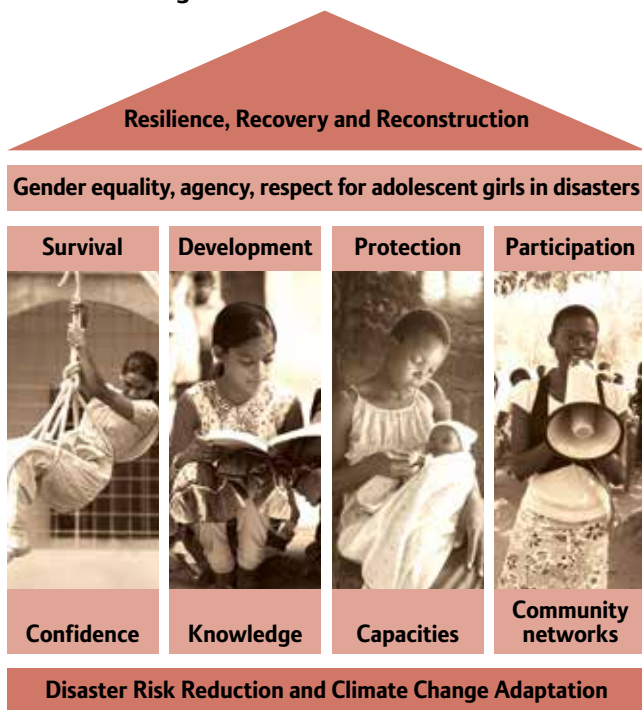 Resilience, Recovery and Reconstruction
Gender equality, agency, respect for adolescent girls in disasters
Survival
Development
Protection
Participation
Confidence
Knowledge
Capacities
Community
networks
Disaster Risk Reduction and Climate Change Adaptation